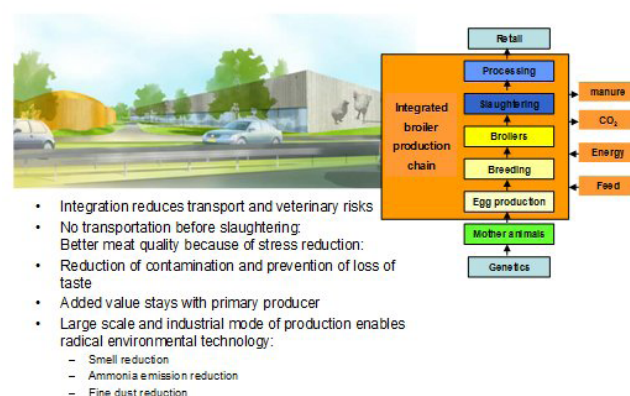 Retail
Processing
Slaughtering
Integrated
broiler
production
chain
Broilers
Breeding
Egg production
Mother animals
Genetics
manure
CO₂
Energy
Feed
• Integration reduces transport and veterinary risks
• No transportation before slaughtering:
Better meat quality because of stress reduction:
• Reduction of contamination and prevention of loss of
taste
• Added value stays with primary producer
• Large scale and industrial mode of production enables
radical environmental technology:
– Smell reduction
– Ammonia emission reduction
– Fine dust reduction